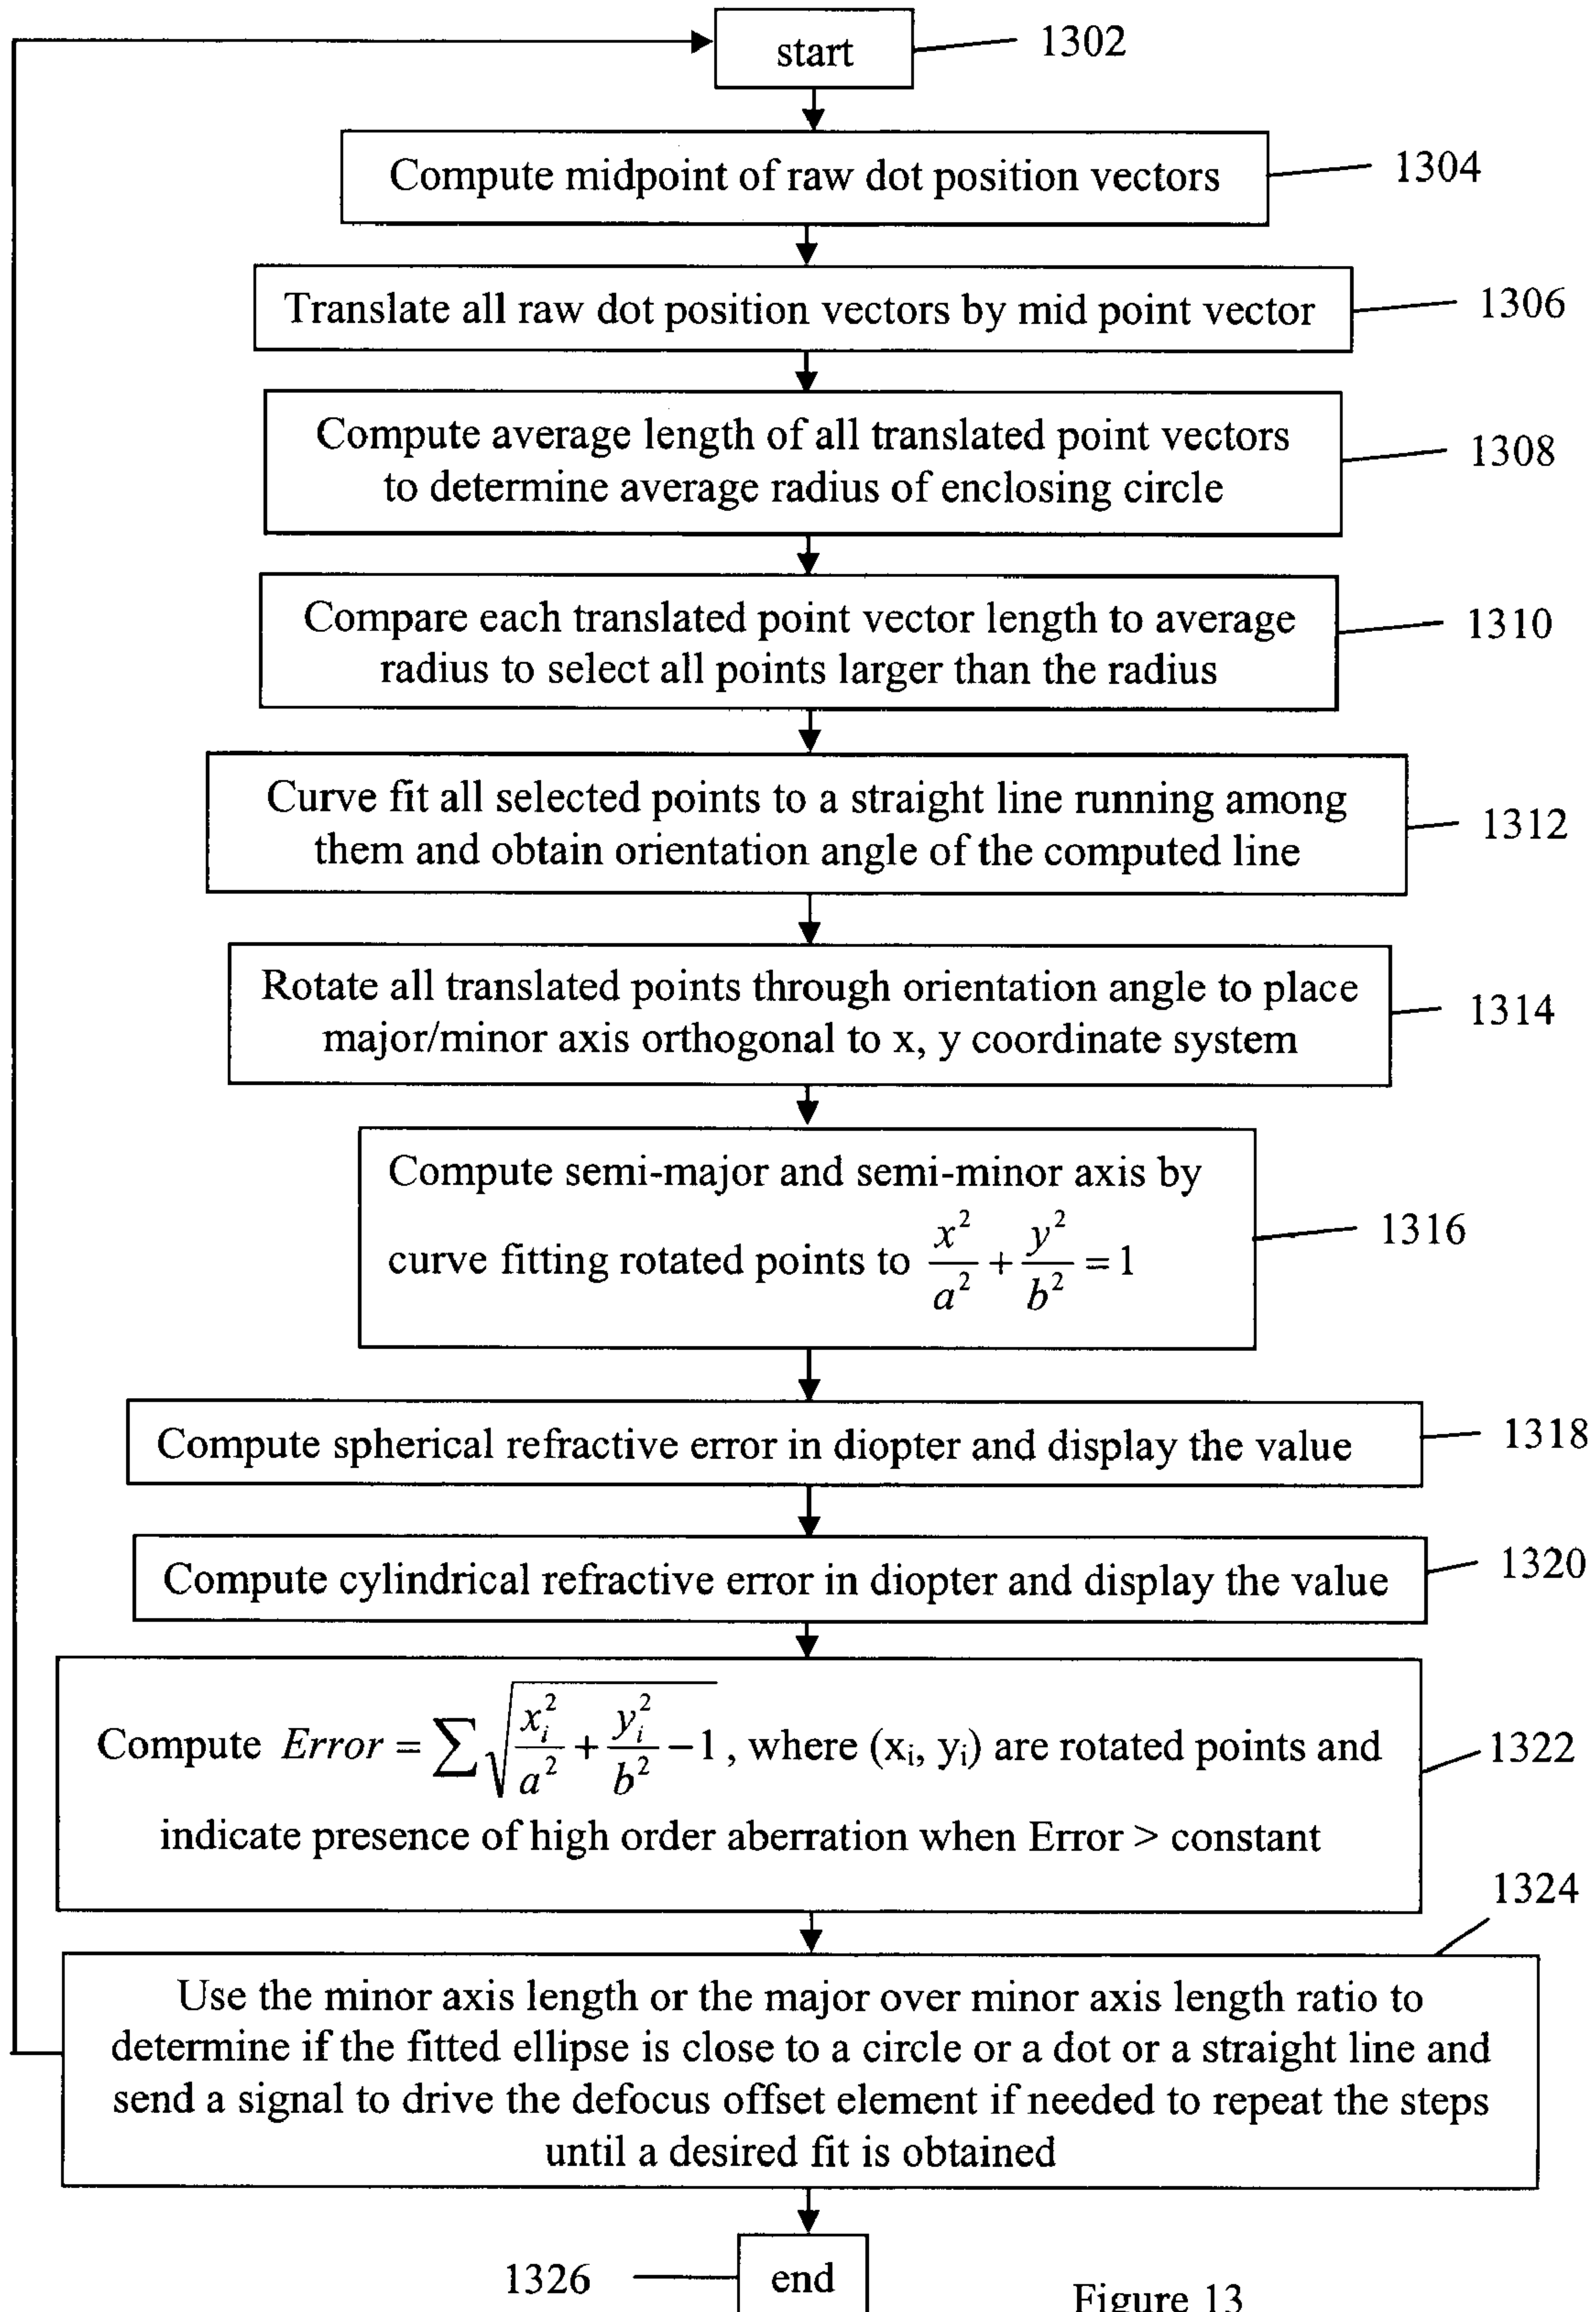 start
1302
Compute midpoint of raw dot position vectors
1304
Translate all raw dot position vectors by mid point vector
1306
Compute average length of all translated point vectors
to determine average radius of enclosing circle
1308
Compare each translated point vector length to average
radius to select all points larger than the radius
1310
Curve fit all selected points to a straight line running among
them and obtain orientation angle of the computed line
1312
Rotate all translated points through orientation angle to place
major/minor axis orthogonal to x, y coordinate system
1314
Compute semi-major and semi-minor axis by
curve fitting rotated points to x²/a² + y²/b² = 1
1316
Compute spherical refractive error in diopter and display the value
1318
Compute cylindrical refractive error in diopter and display the value
1320
Compute Error = ∑√(xᵢ²/a² + yᵢ²/b² − 1), where (xᵢ, yᵢ) are rotated points and
indicate presence of high order aberration when Error > constant
1322
1324
Use the minor axis length or the major over minor axis length ratio to
determine if the fitted ellipse is close to a circle or a dot or a straight line and
send a signal to drive the defocus offset element if needed to repeat the steps
until a desired fit is obtained
1326
end
Figure 13